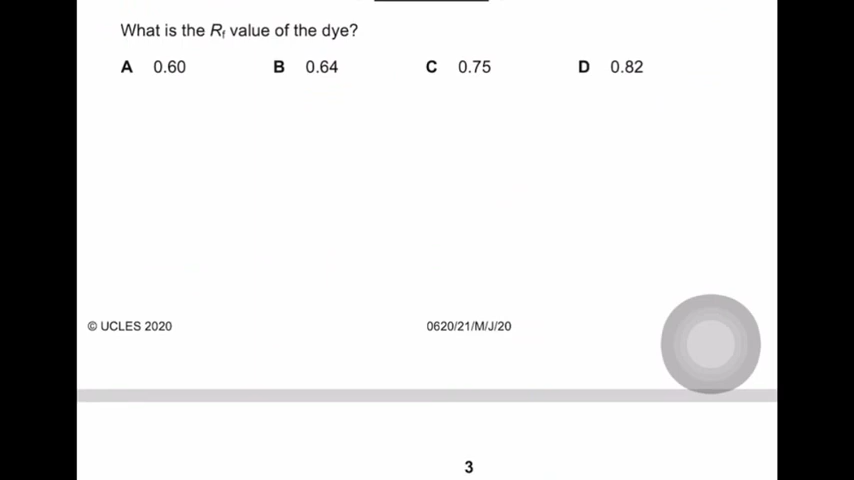 What is the Rf value of the dye?
A 0.60 B 0.64 C 0.75 D 0.82
© UCLES 2020 0620/21/M/J/20
3